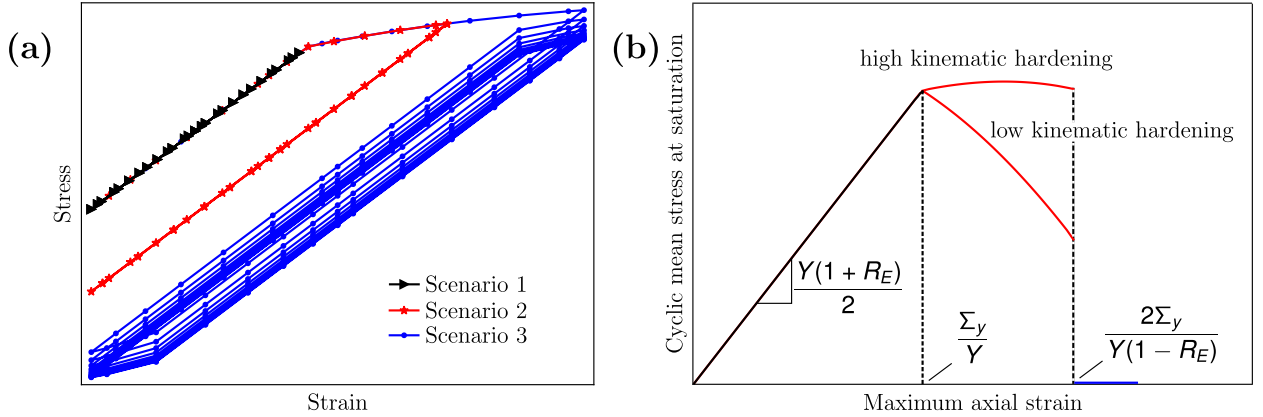 (a)
Stress
Strain
Scenario 1
Scenario 2
Scenario 3
(b)
Cyclic mean stress at saturation
high kinematic hardening
low kinematic hardening
Y(1 + R_E)
2
Σ_y
Y
2Σ_y
Y(1 − R_E)
Maximum axial strain